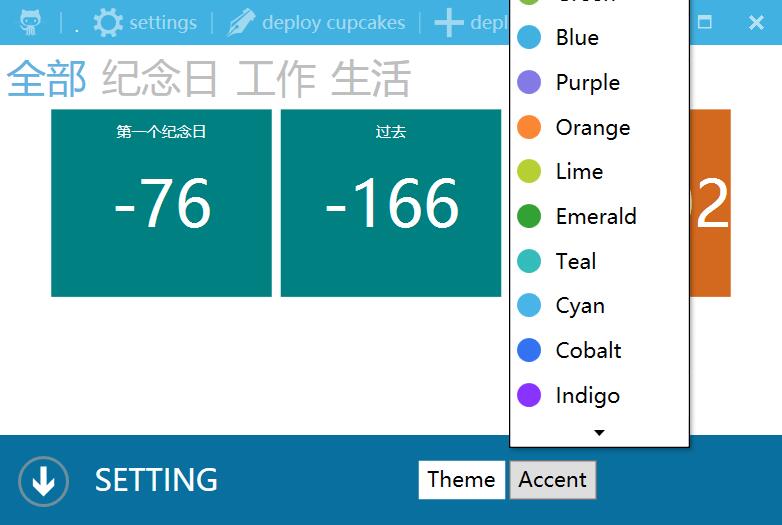 settings
deploy cupcakes
全部 纪念日 工作 生活
第一个纪念日
-76
过去
-166
2
Blue
Purple
Orange
Lime
Emerald
Teal
Cyan
Cobalt
Indigo
SETTING
Theme
Accent